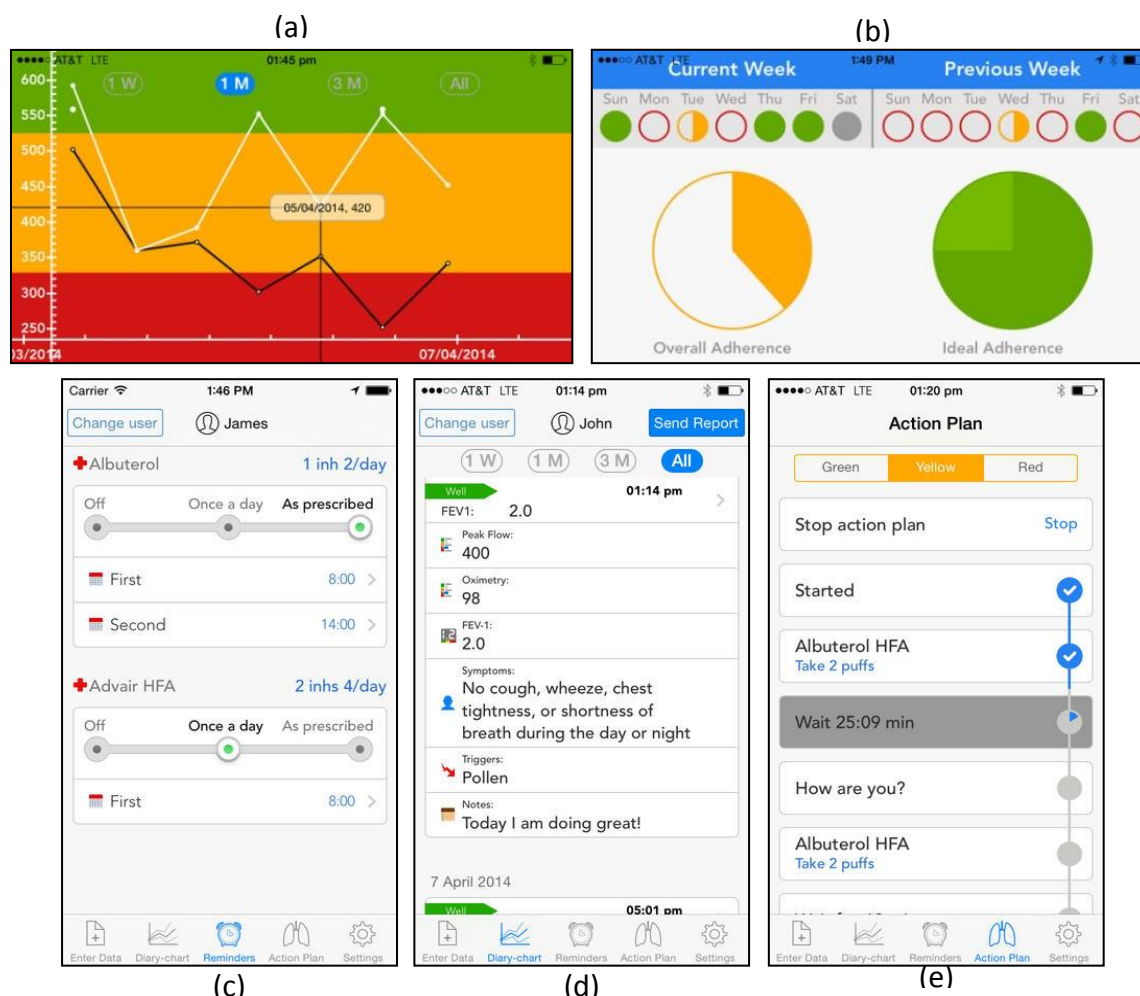 (a)
(b)
AT&T LTE 01:45 pm
600
1 W 1 M 3 M All
550
500
450
400
350
300
250
05/04/2014, 420
03/2014 07/04/2014
AT&T LTE 1:49 PM
Current Week Previous Week
Sun Mon Tue Wed Thu Fri Sat Sun Mon Tue Wed Thu Fri Sat
Overall Adherence Ideal Adherence
Carrier 1:46 PM
Change user James
Albuterol 1 inh 2/day
Off Once a day As prescribed
First 8:00
Second 14:00
Advair HFA 2 inhs 4/day
Off Once a day As prescribed
First 8:00
Enter Data Diary-chart Reminders Action Plan Settings
(c)
AT&T LTE 01:14 pm
Change user John Send Report
1 W 1 M 3 M All
Well 01:14 pm
FEV1: 2.0
Peak Flow:
400
Oximetry:
98
FEV-1:
2.0
Symptoms:
No cough, wheeze, chest
tightness, or shortness of
breath during the day or night
Triggers:
Pollen
Notes:
Today I am doing great!
7 April 2014
Well 05:01 pm
Enter Data Diary-chart Reminders Action Plan Settings
(d)
AT&T LTE 01:20 pm
Action Plan
Green Yellow Red
Stop action plan Stop
Started
Albuterol HFA
Take 2 puffs
Wait 25:09 min
How are you?
Albuterol HFA
Take 2 puffs
Enter Data Diary-chart Reminders Action Plan Settings
(e)